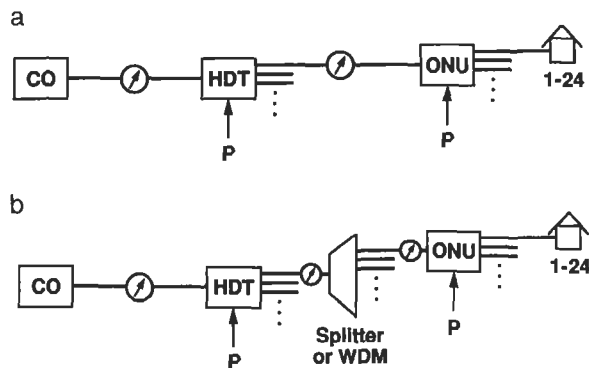 a
CO
HDT
ONU
1-24
P
P
b
CO
HDT
ONU
1-24
Splitter
or WDM
P
P